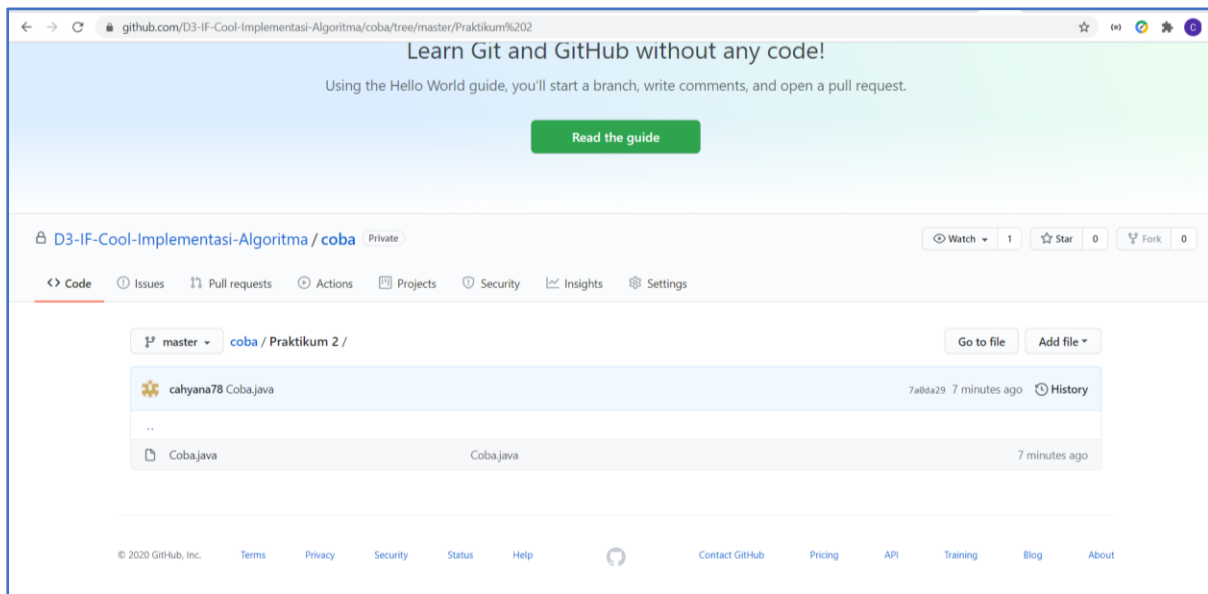 github.com/D3-IF-Cool-Implementasi-Algoritma/coba/tree/master/Praktikum%202
C
Learn Git and GitHub without any code!
Using the Hello World guide, you'll start a branch, write comments, and open a pull request.
Read the guide
D3-IF-Cool-Implementasi-Algoritma / coba Private
Watch 1 Star 0 Fork 0
<> Code Issues Pull requests Actions Projects Security Insights Settings
master coba / Praktikum 2 / Go to file Add file
cahyana78 Coba.java 7a0da29 7 minutes ago History
..
Coba.java Coba.java 7 minutes ago
© 2020 GitHub, Inc. Terms Privacy Security Status Help Contact GitHub Pricing API Training Blog About